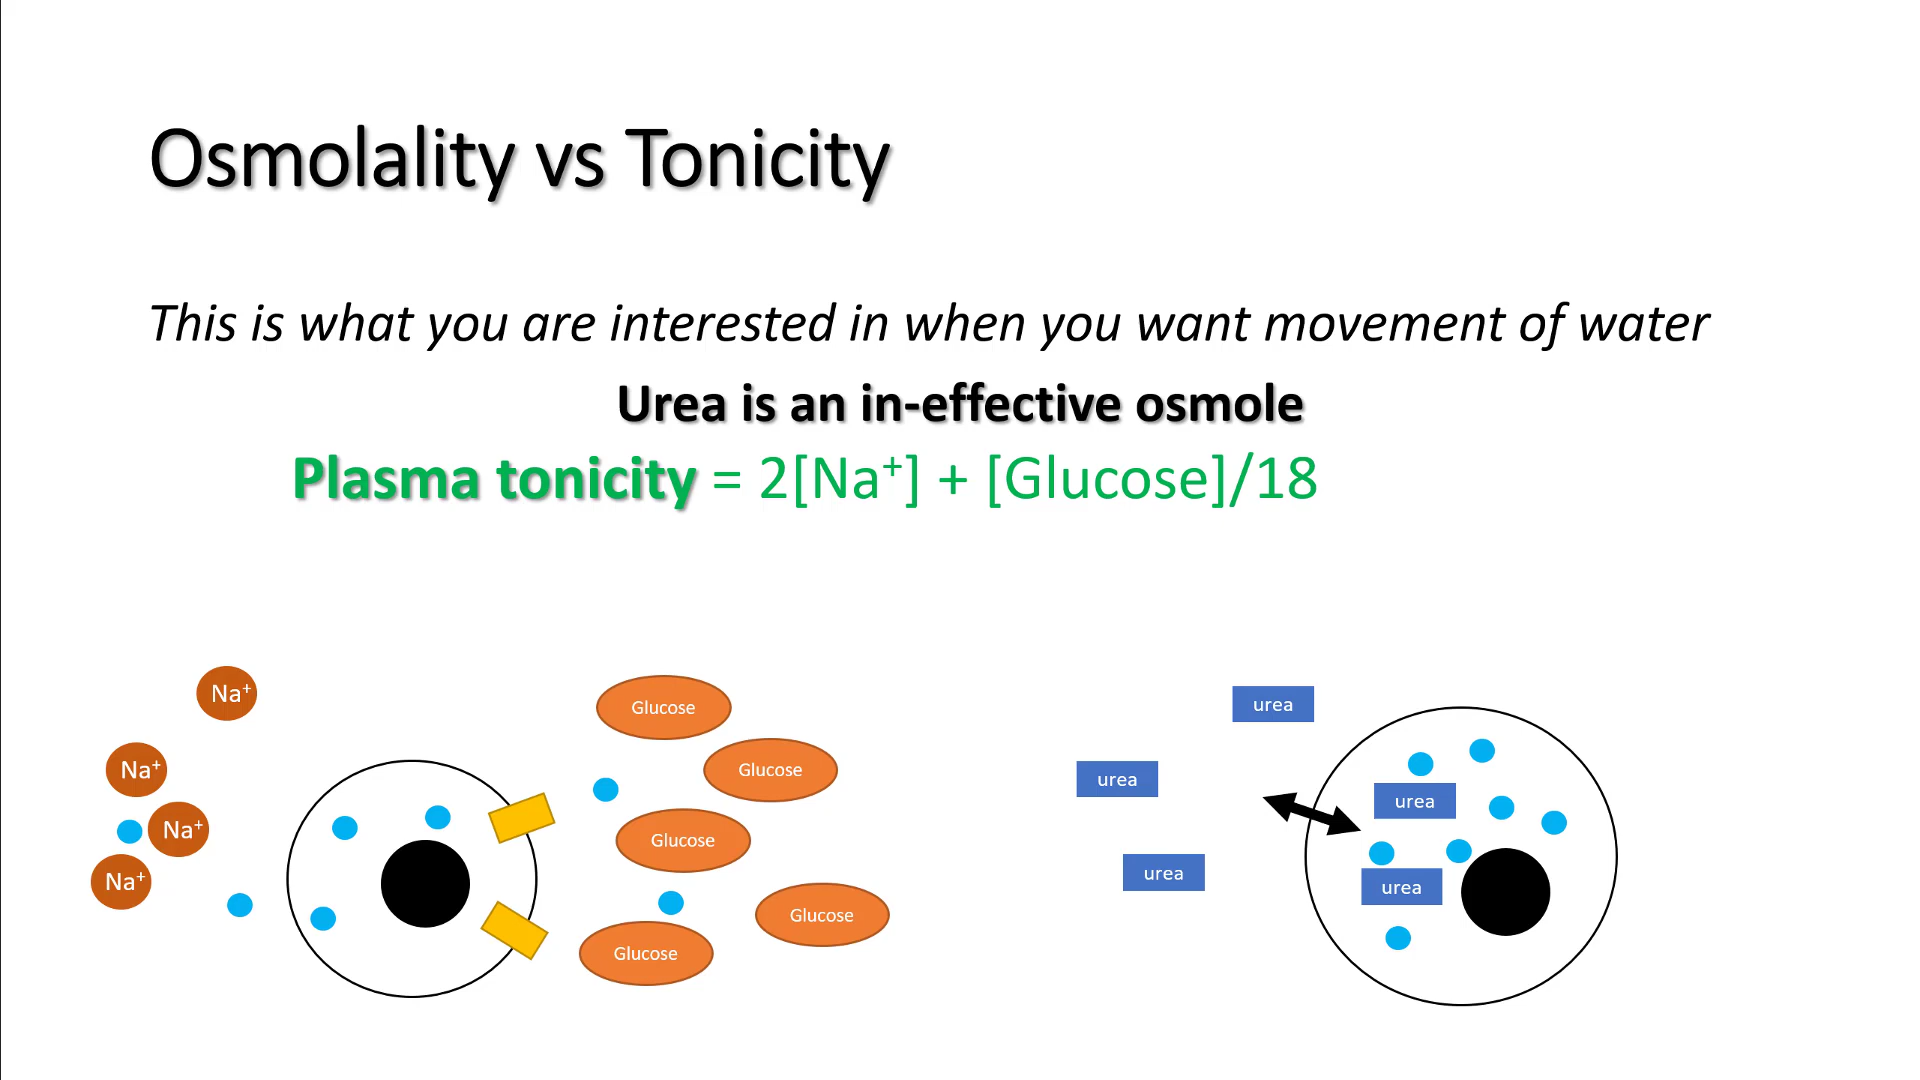 Osmolality vs Tonicity
This is what you are interested in when you want movement of water
Urea is an in-effective osmole
Plasma tonicity = 2[Na⁺] + [Glucose]/18
Na⁺
Na⁺
Na⁺
Na⁺
Glucose
Glucose
Glucose
Glucose
Glucose
urea
urea
urea
urea
urea